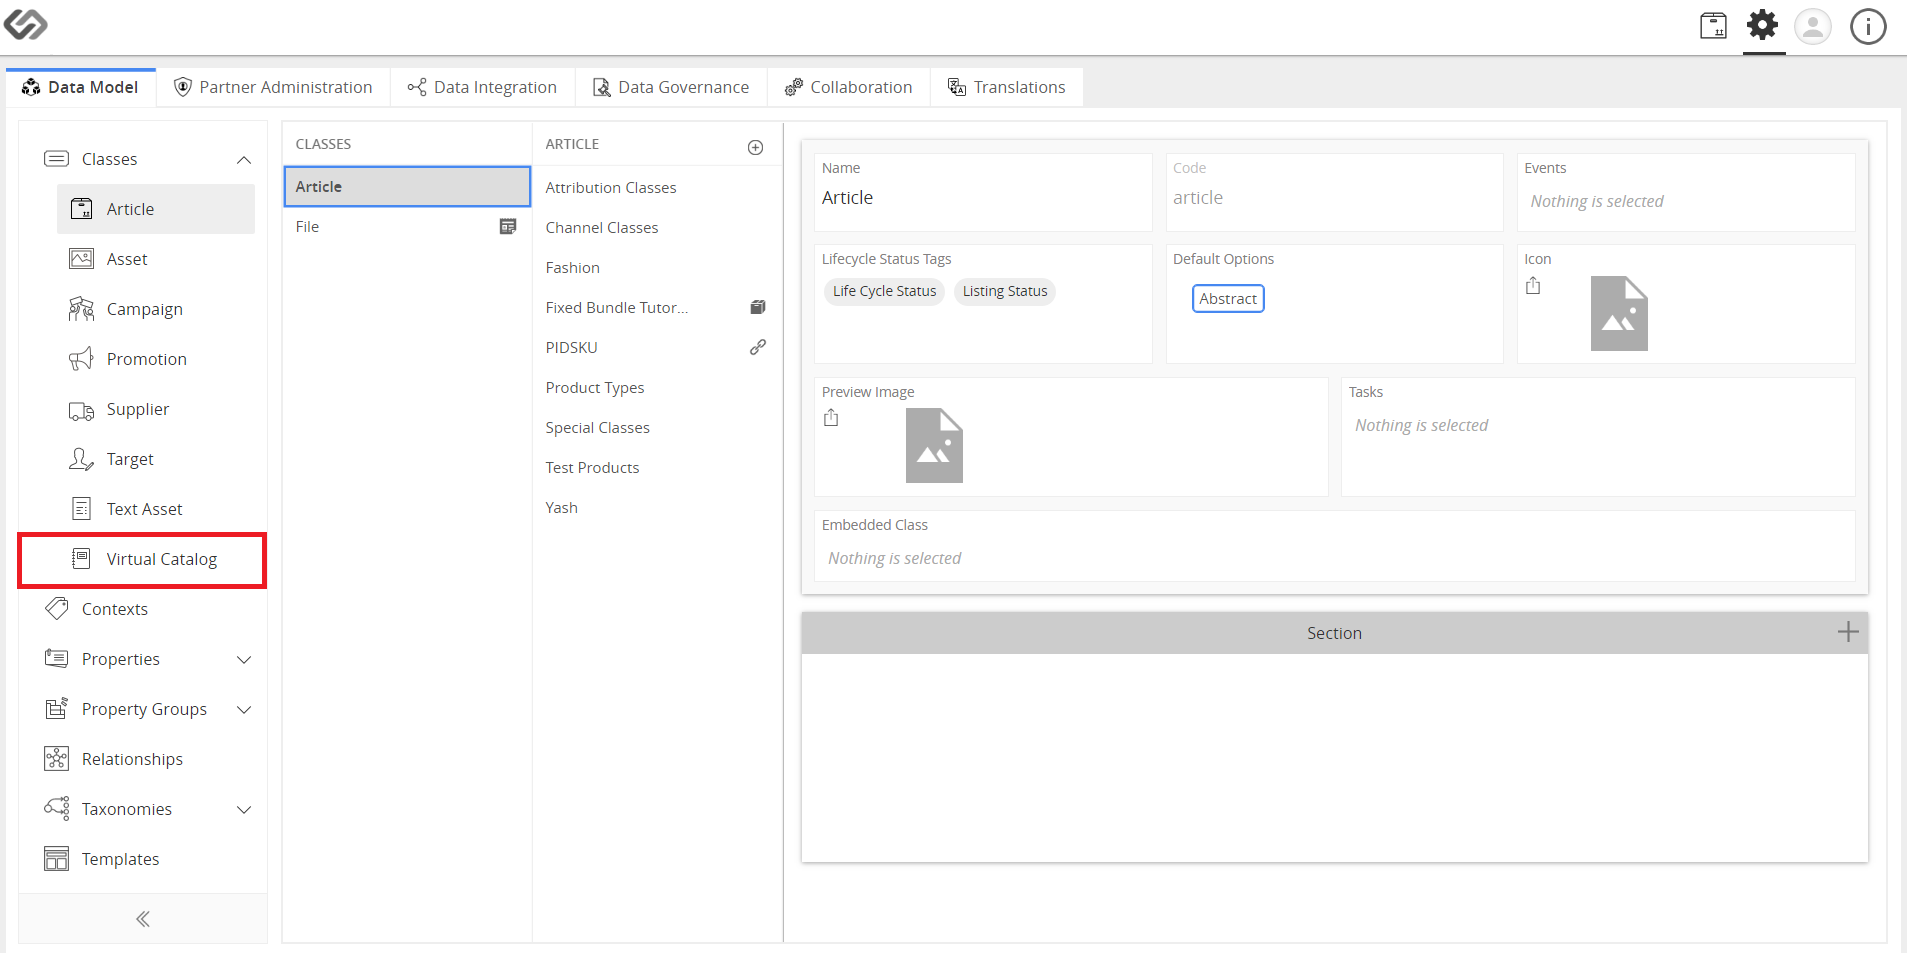 Data Model
Partner Administration
Data Integration
Data Governance
Collaboration
Translations
Classes
Article
Asset
Campaign
Promotion
Supplier
Target
Text Asset
Virtual Catalog
Contexts
Properties
Property Groups
Relationships
Taxonomies
Templates
CLASSES
Article
File
ARTICLE
Attribution Classes
Channel Classes
Fashion
Fixed Bundle Tutor...
PIDSKU
Product Types
Special Classes
Test Products
Yash
Name
Article
Code
article
Events
Nothing is selected
Lifecycle Status Tags
Life Cycle Status
Listing Status
Default Options
Abstract
Icon
Preview Image
Tasks
Nothing is selected
Embedded Class
Nothing is selected
Section